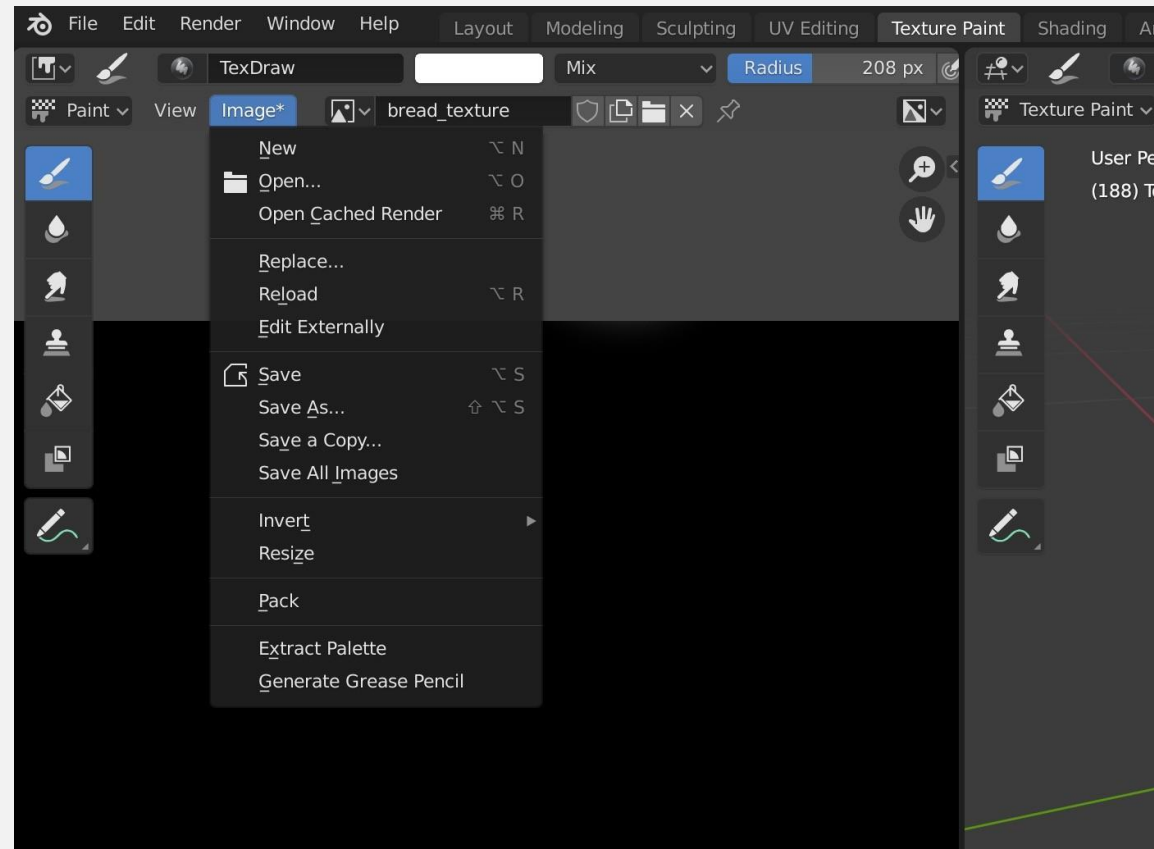 File Edit Render Window Help Layout Modeling Sculpting UV Editing Texture Paint Shading
TexDraw Mix Radius 208 px
Paint View Image* bread_texture Texture Paint
New ⌥ N
Open... ⌥ O
Open Cached Render ⌘ R
Replace...
Reload ⌥ R
Edit Externally
Save ⌥ S
Save As... ⇧ ⌥ S
Save a Copy...
Save All Images
Invert
Resize
Pack
Extract Palette
Generate Grease Pencil
User
(188)